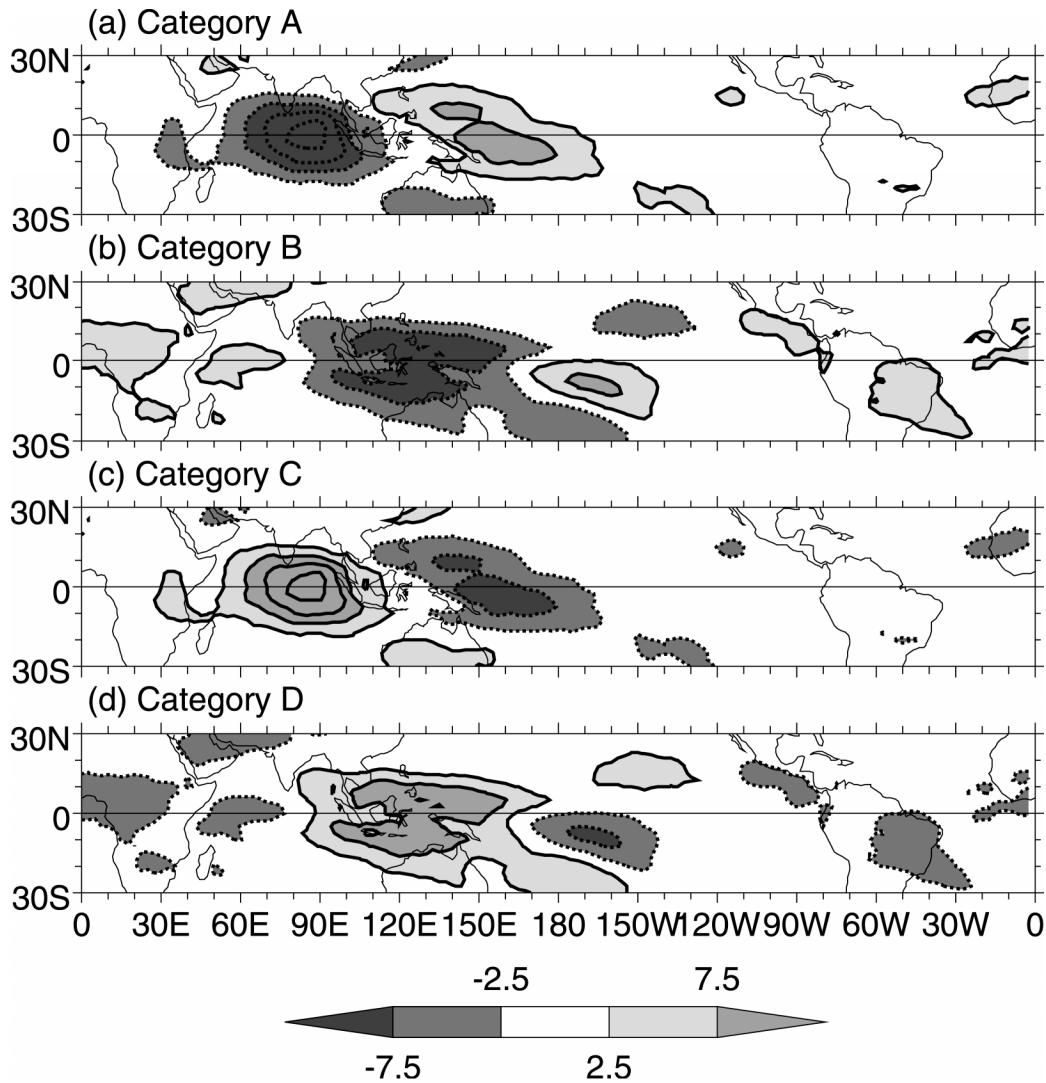 (a) Category A
30N
0
30S
(b) Category B
30N
0
30S
(c) Category C
30N
0
30S
(d) Category D
30N
0
30S
0 30E 60E 90E 120E 150E 180 150W 120W 90W 60W 30W 0
-2.5 7.5
-7.5 2.5